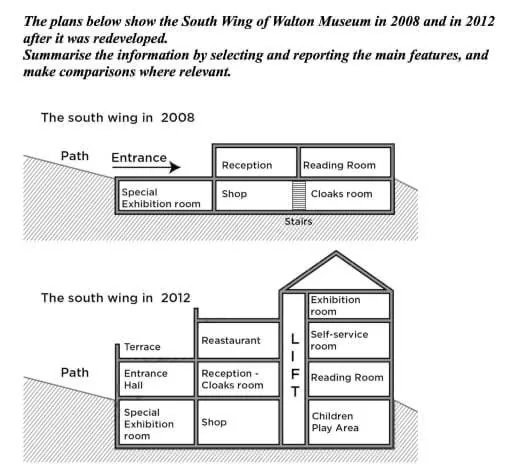 The plans below show the South Wing of Walton Museum in 2008 and in 2012
after it was redeveloped.
Summarise the information by selecting and reporting the main features, and
make comparisons where relevant.
The south wing in 2008
Path Entrance
Reception Reading Room
Special
Exhibition room
Shop Cloaks room
Stairs
The south wing in 2012
Exhibition
room
Terrace
Reastaurant
LIFT
Self-service
room
Path
Entrance
Hall
Reception -
Cloaks room
Reading Room
Special
Exhibition
room
Shop
Children
Play Area